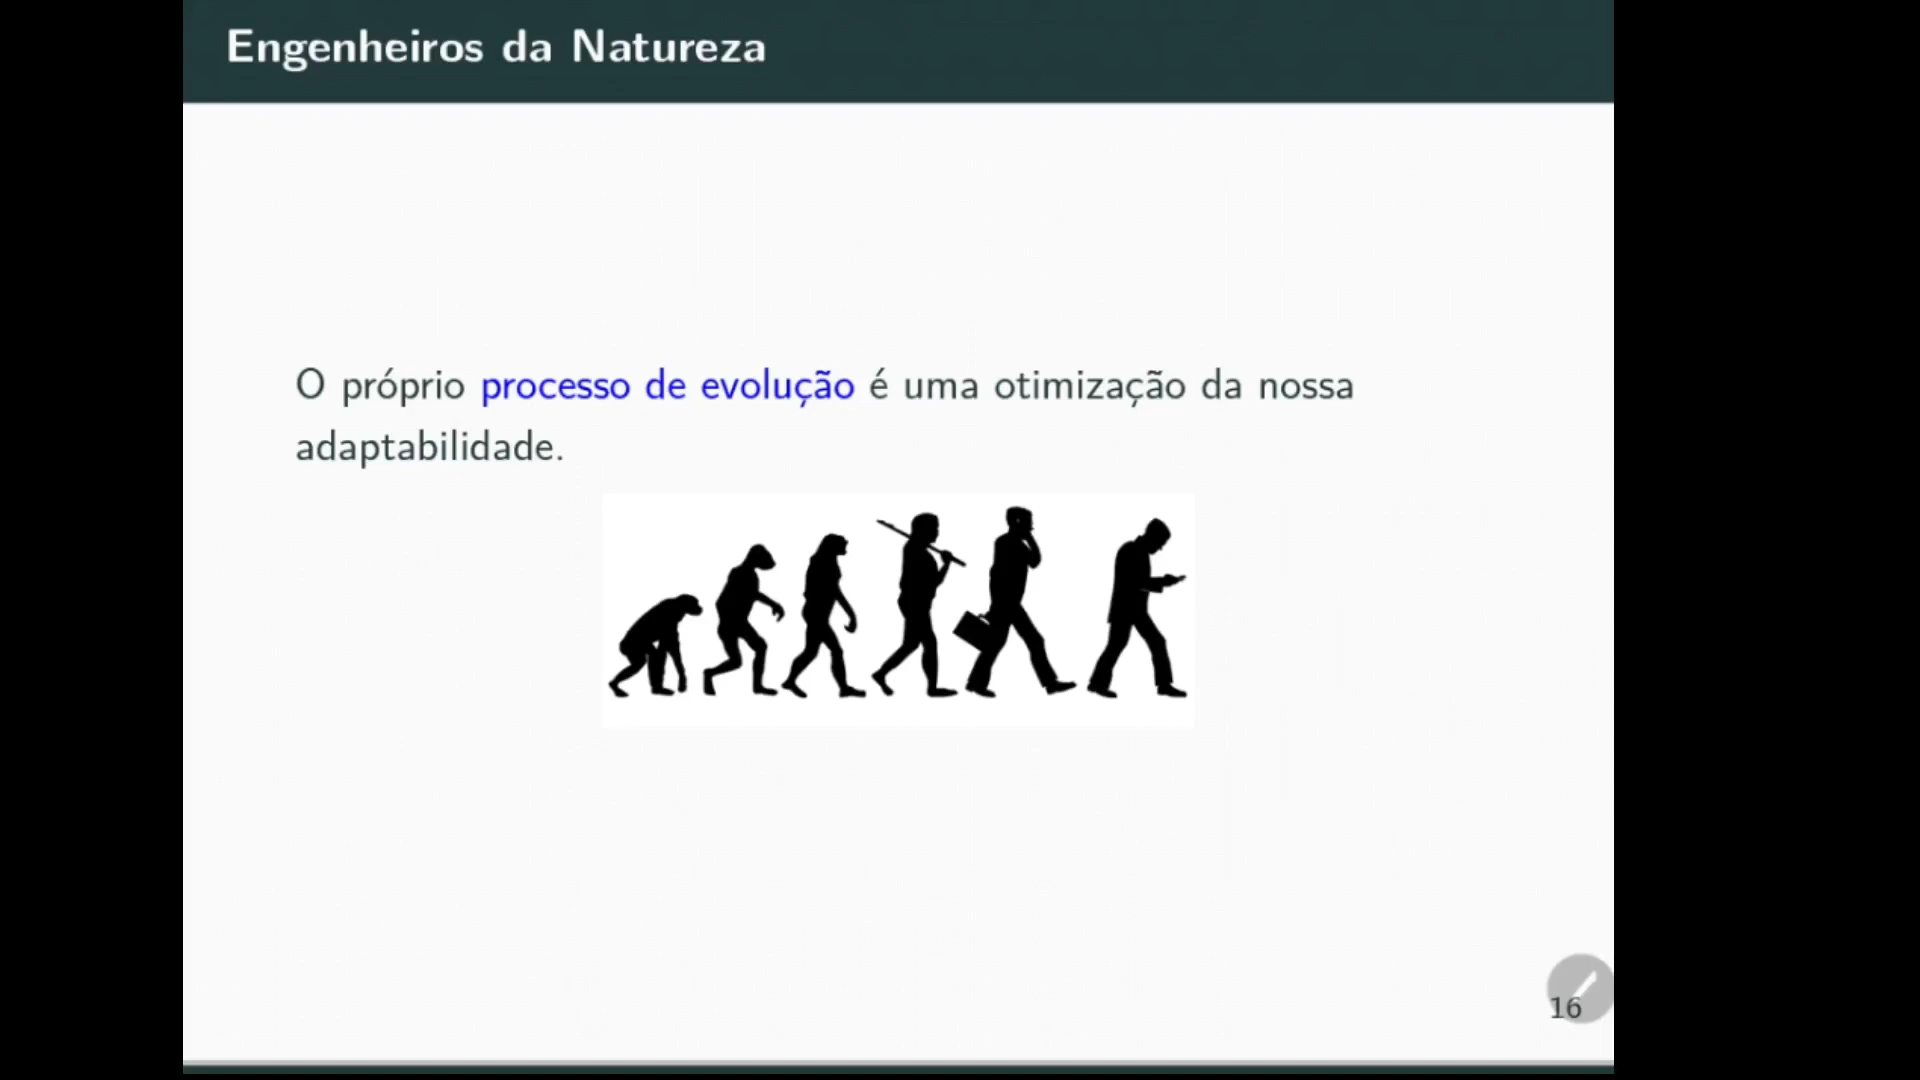 Engenheiros da Natureza
O próprio processo de evolução é uma otimização da nossa
adaptabilidade.
16